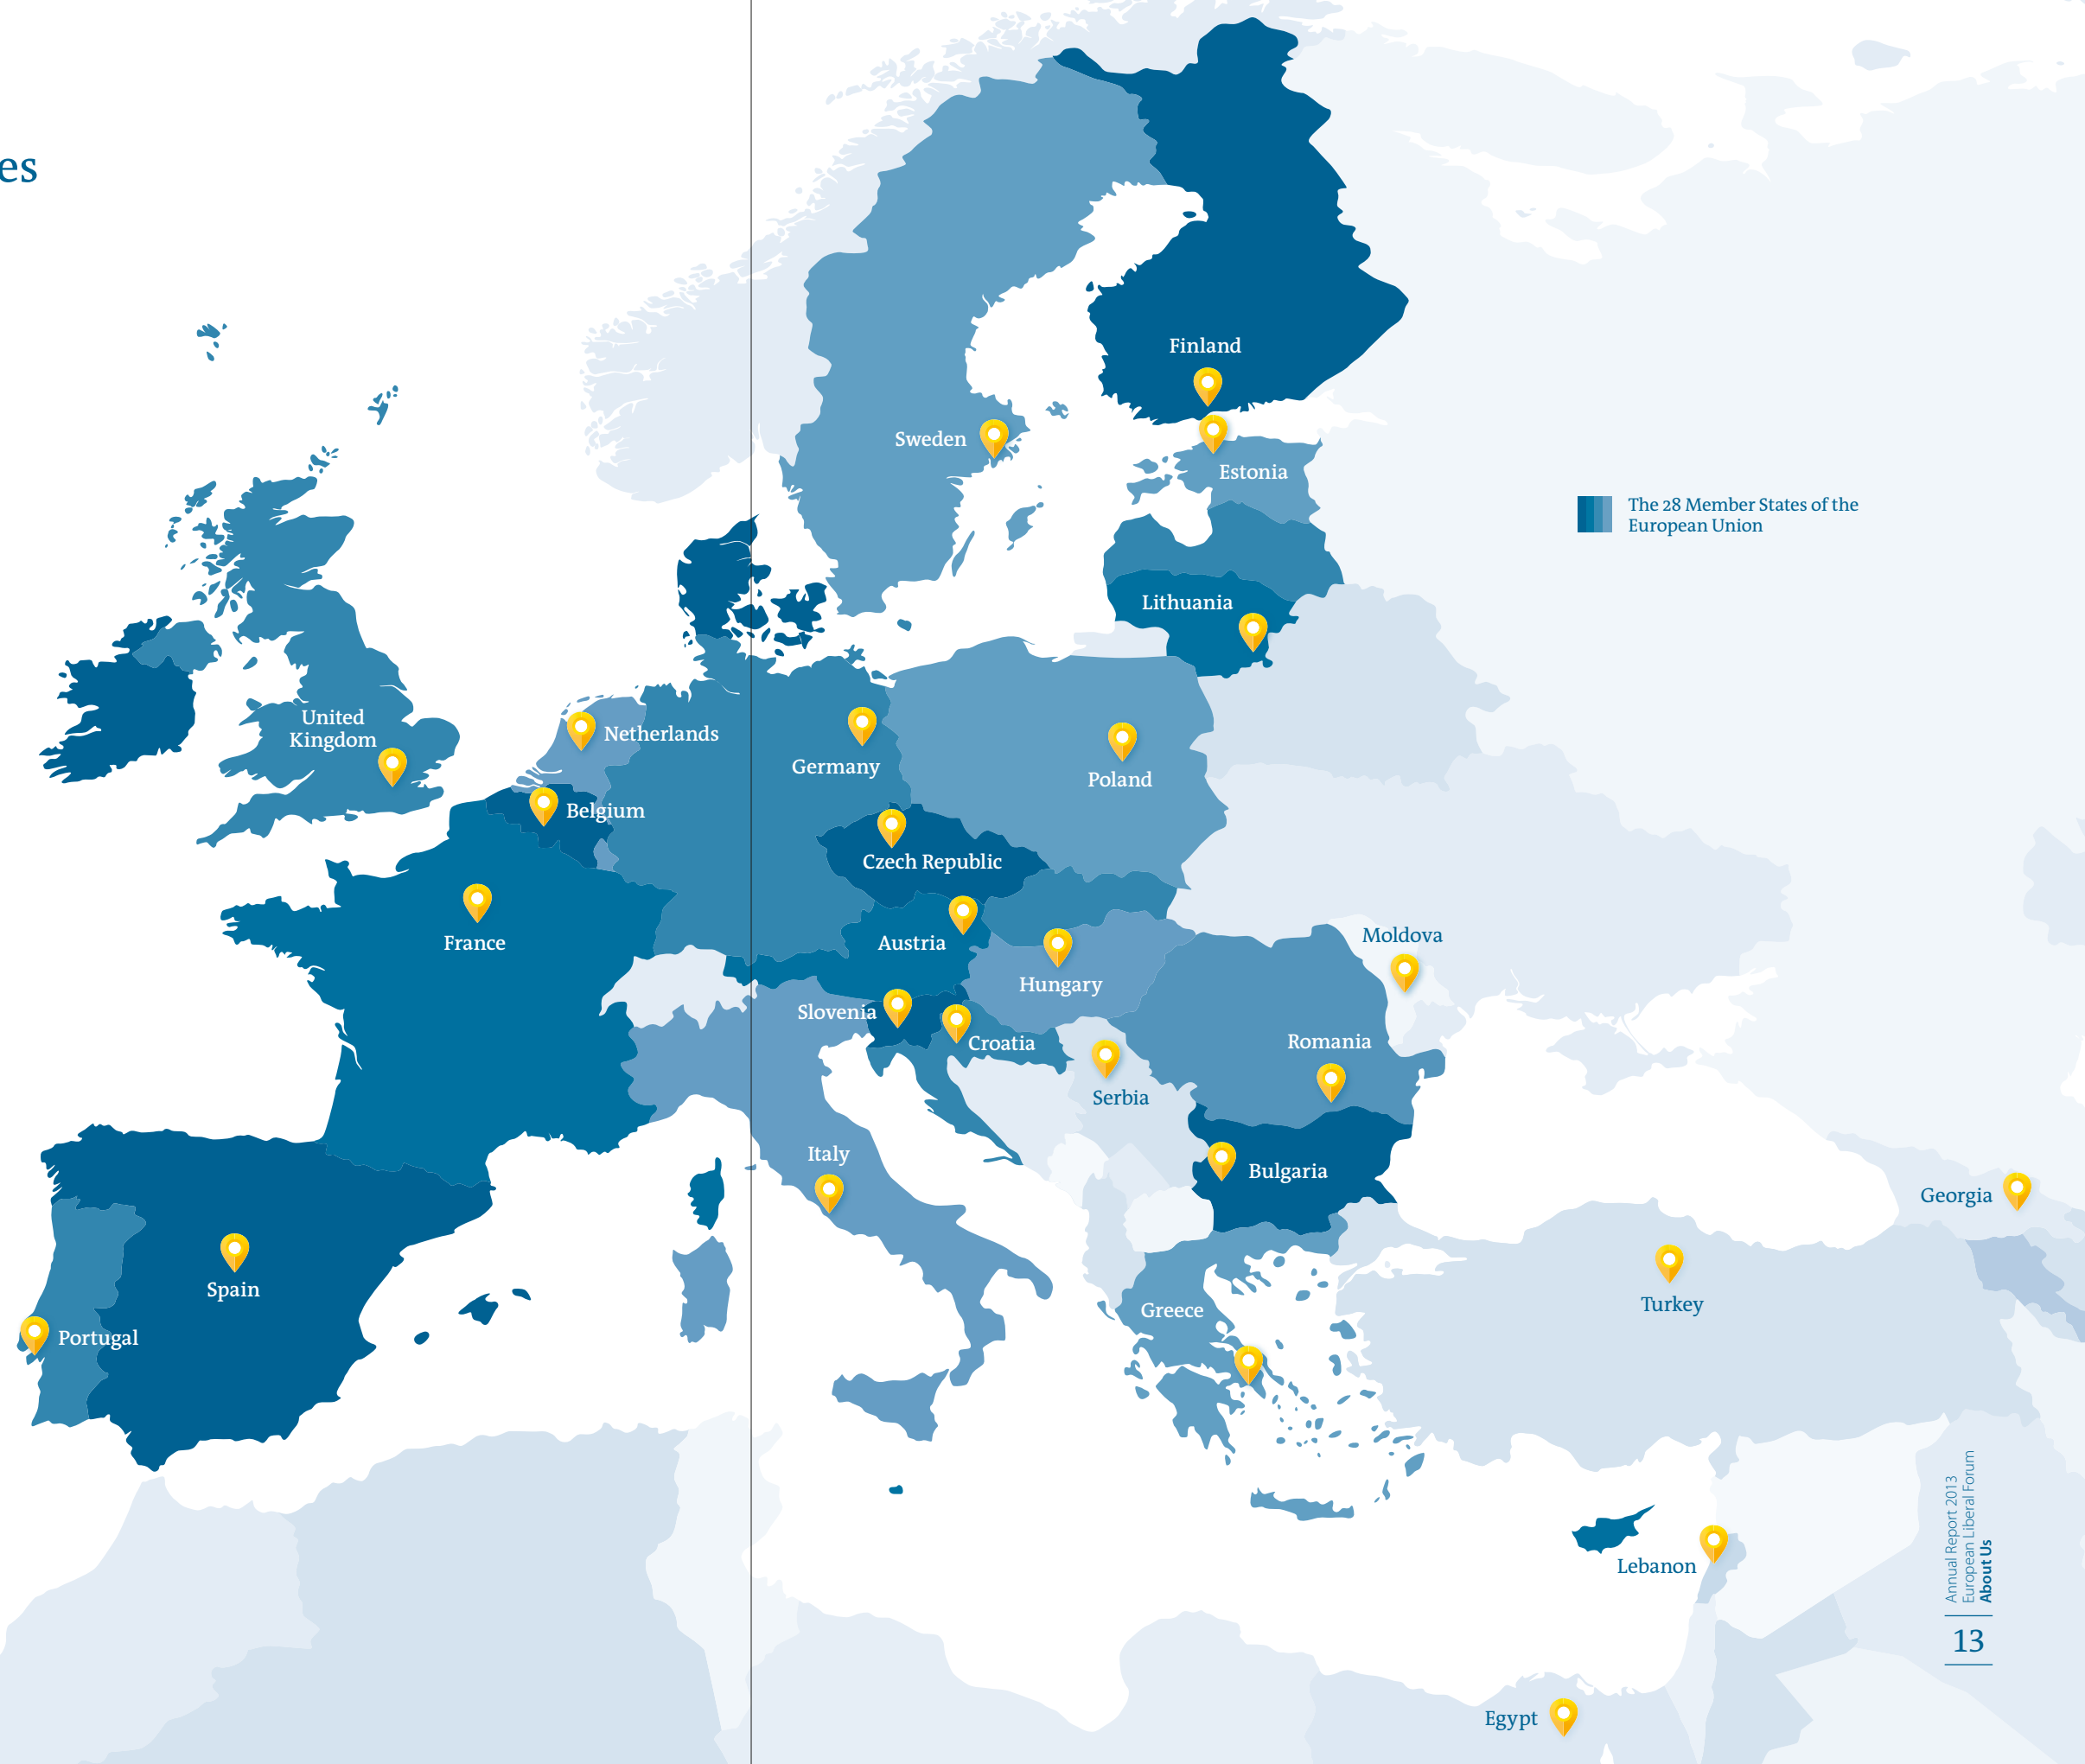 es
Finland
Sweden
Estonia
The 28 Member States of the
European Union
Lithuania
United
Kingdom
Netherlands
Germany
Poland
Belgium
Czech Republic
France
Austria
Moldova
Hungary
Slovenia
Croatia
Romania
Serbia
Italy
Bulgaria
Georgia
Spain
Turkey
Greece
Portugal
Lebanon
Annual Report 2013
European Liberal Forum
About Us
13
Egypt